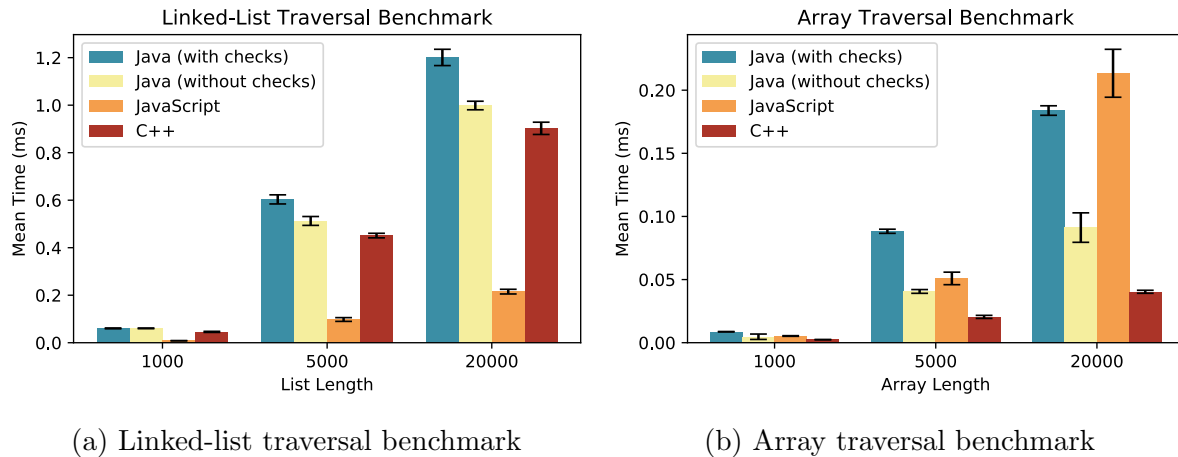 Linked-List Traversal Benchmark
Mean Time (ms)
1.2
1.0
0.8
0.6
0.4
0.2
0.0
Java (with checks)
Java (without checks)
JavaScript
C++
1000 5000 20000
List Length
(a) Linked-list traversal benchmark
Array Traversal Benchmark
Mean Time (ms)
0.20
0.15
0.10
0.05
0.00
Java (with checks)
Java (without checks)
JavaScript
C++
1000 5000 20000
Array Length
(b) Array traversal benchmark